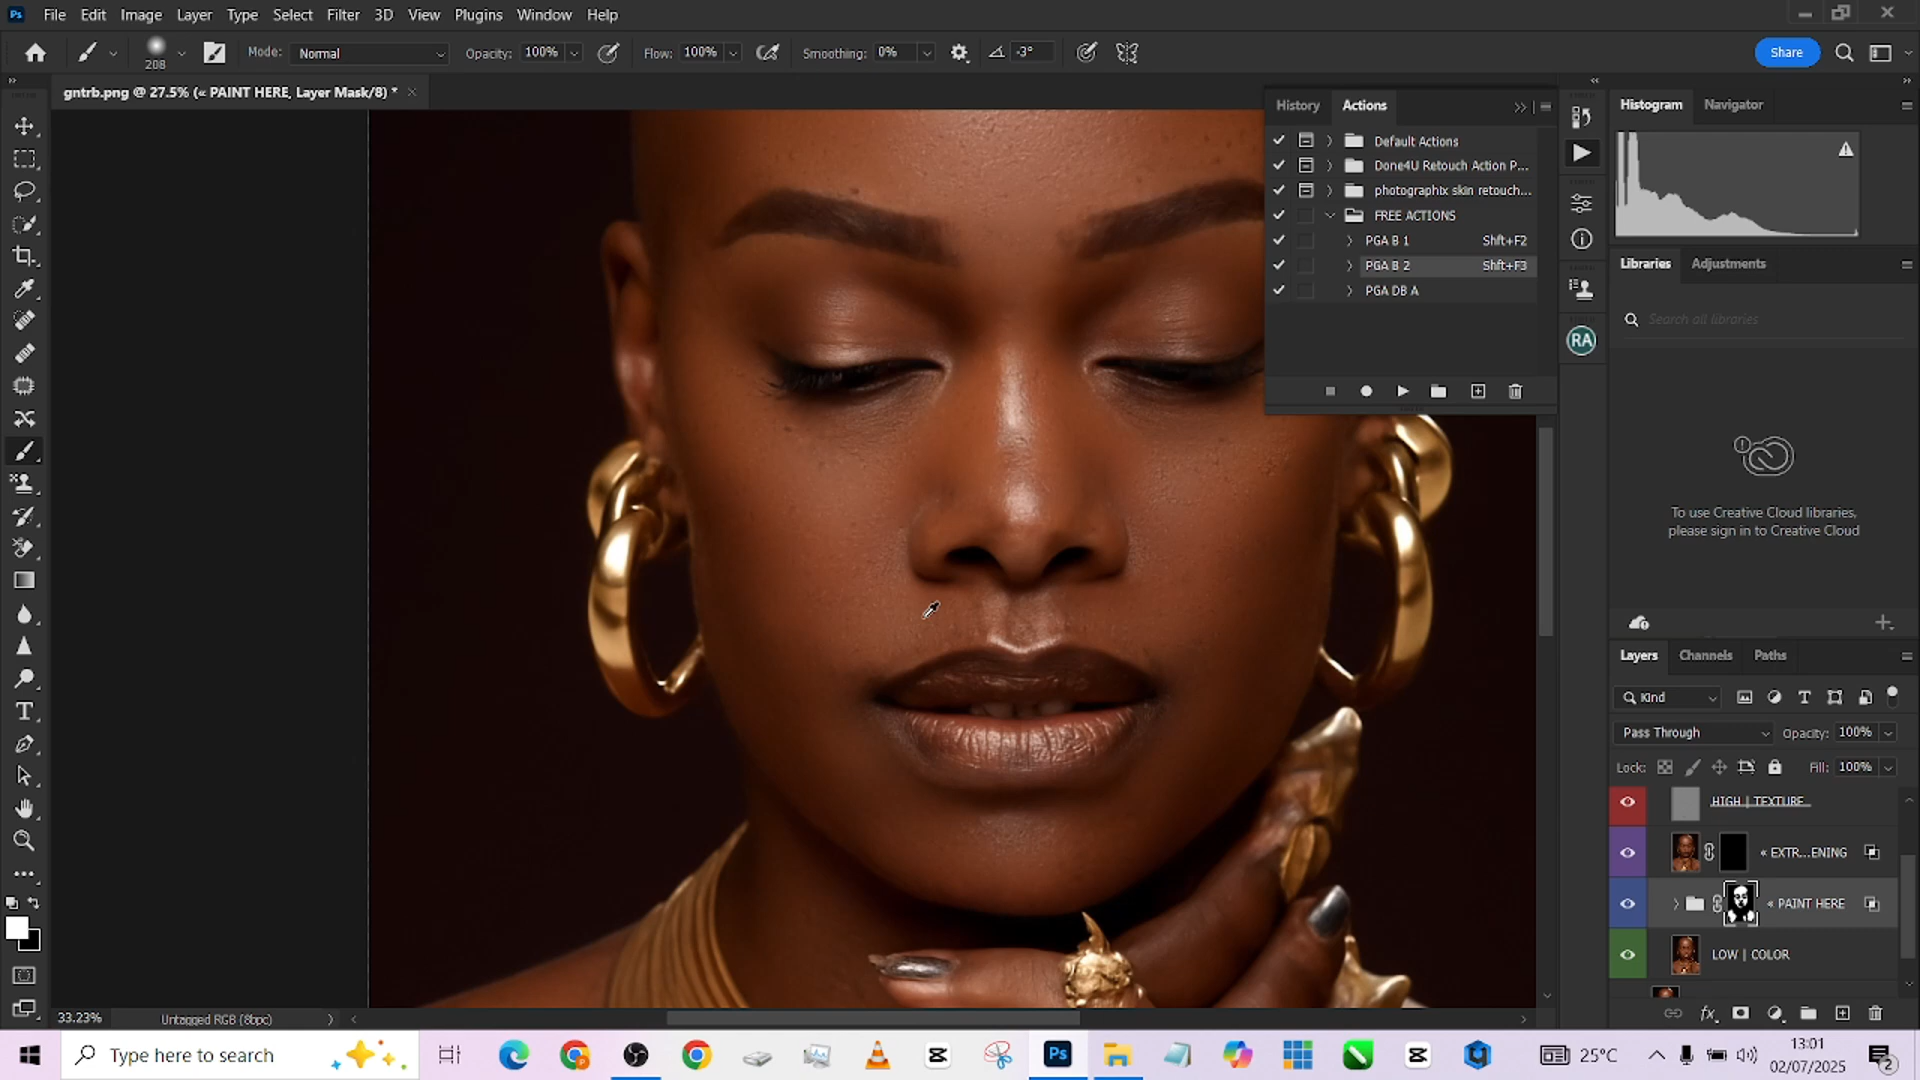 Ps File Edit Image Layer Type Select Filter 3D View Plugins Window Help
208 Mode: Normal Opacity: 100% Flow: 100% Smoothing: 0% -3° Share
gntrb.png @ 27.5% (« PAINT HERE, Layer Mask/8) *
History Actions
Default Actions
Done4U Retouch Action P...
photographix skin retouch...
FREE ACTIONS
PGA B 1 Shft+F2
PGA B 2 Shft+F3
PGA DB A
RA
Histogram Navigator
Libraries Adjustments
Search all libraries
To use Creative Cloud libraries,
please sign in to Creative Cloud
Layers Channels Paths
Kind
Pass Through Opacity: 100%
Lock: Fill: 100%
HIGH | TEXTURE
« EXTR...ENING
« PAINT HERE
LOW | COLOR
33.23% Untagged RGB (8bpc)
Type here to search
Ps
25°C
13:01
02/07/2025
2